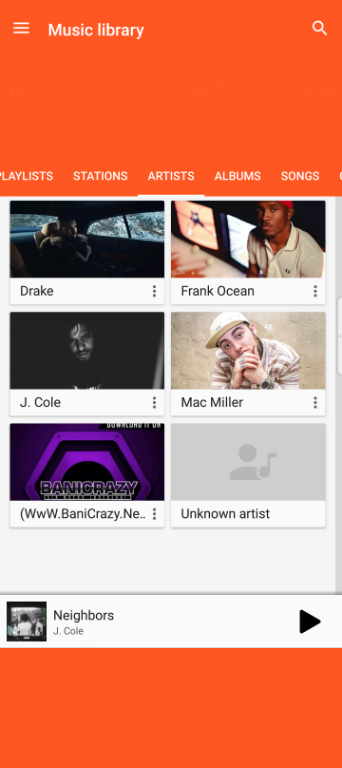 Music library
PLAYLISTS STATIONS ARTISTS ALBUMS SONGS
Drake
Frank Ocean
J. Cole
Mac Miller
DOWNLOAD IT ON
BANICRAZY
(WwW.BaniCrazy.Ne..
Unknown artist
Neighbors
J. Cole